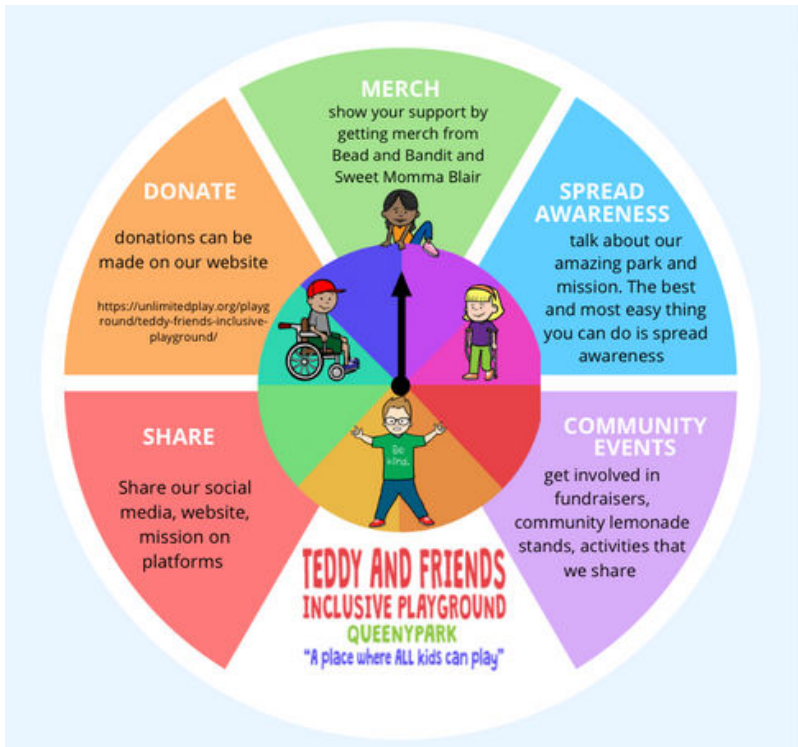 MERCH
show your support by
getting merch from
Bead and Bandit and
Sweet Momma Blair
SPREAD
AWARENESS
talk about our
amazing park and
mission. The best
and most easy thing
you can do is spread
awareness
COMMUNITY
EVENTS
get involved in
fundraisers,
community lemonade
stands, activities that
we share
TEDDY AND FRIENDS
INCLUSIVE PLAYGROUND
QUEENYPARK
"A place where ALL kids can play"
SHARE
Share our social
media, website,
mission on
platforms
DONATE
donations can be
made on our website
https://unlimitedplay.org/playg
round/teddy-friends-inclusive-
playground/
Be
kind.